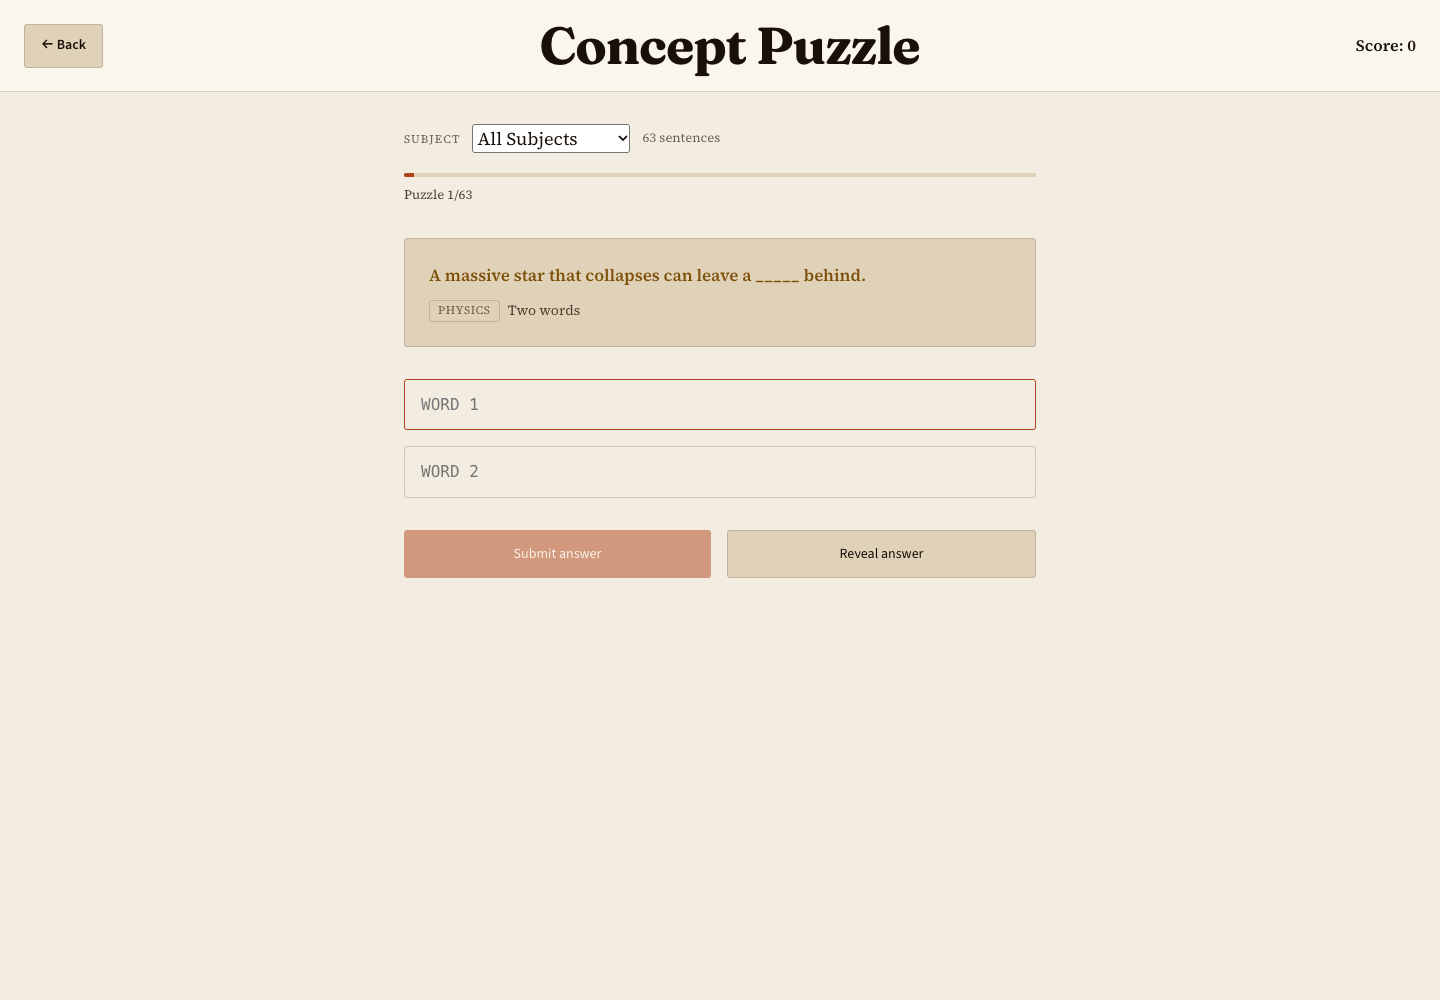 ← Back
Concept Puzzle
Score: 0
SUBJECT All Subjects 63 sentences
Puzzle 1/63
A massive star that collapses can leave a _____ behind.
PHYSICS Two words
WORD 1
WORD 2
Submit answer Reveal answer